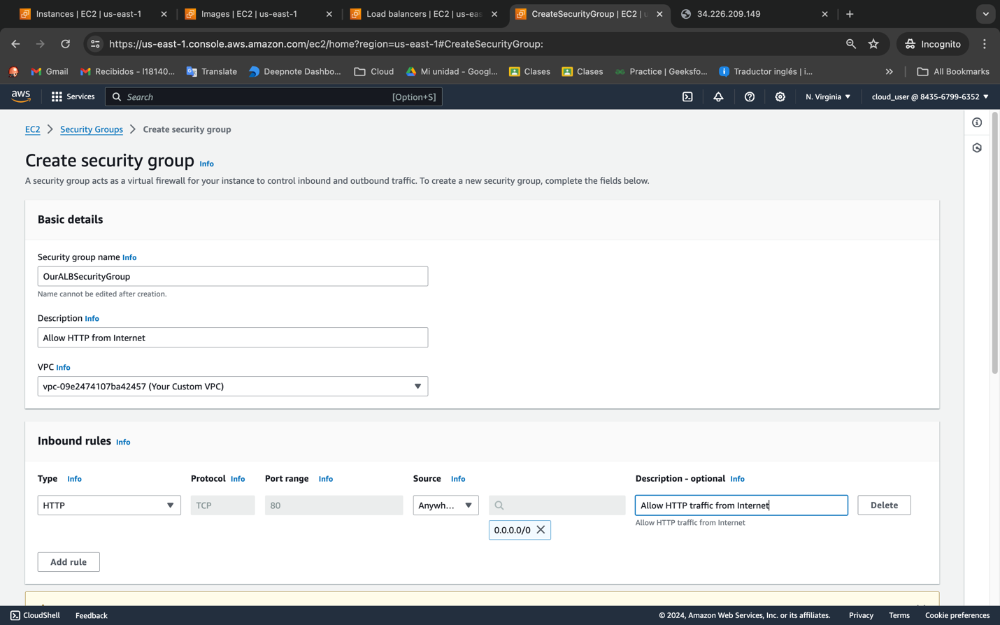 Instances | EC2 | us-east-1
Images | EC2 | us-east-1
Load balancers | EC2 | us-eas
CreateSecurityGroup | EC2 | u
34.226.209.149
https://us-east-1.console.aws.amazon.com/ec2/home?region=us-east-1#CreateSecurityGroup:
Incognito
Gmail
Recibidos - l18140...
Translate
Deepnote Dashbo...
Cloud
Mi unidad - Googl...
Clases
Clases
Practice | Geeksfo...
Traductor inglés | i...
All Bookmarks
aws
Services
Search
[Option+S]
N. Virginia
cloud_user @ 8435-6799-6352
EC2 > Security Groups > Create security group
Create security group Info
A security group acts as a virtual firewall for your instance to control inbound and outbound traffic. To create a new security group, complete the fields below.
Basic details
Security group name Info
OurALBSecurityGroup
Name cannot be edited after creation.
Description Info
Allow HTTP from Internet
VPC Info
vpc-09e2474107ba42457 (Your Custom VPC)
Inbound rules Info
Type Info
Protocol Info
Port range Info
Source Info
Description - optional Info
HTTP
TCP
80
Anywh...
Allow HTTP traffic from Internet
Delete
Allow HTTP traffic from Internet
0.0.0.0/0
Add rule
CloudShell
Feedback
© 2024, Amazon Web Services, Inc. or its affiliates.
Privacy
Terms
Cookie preferences